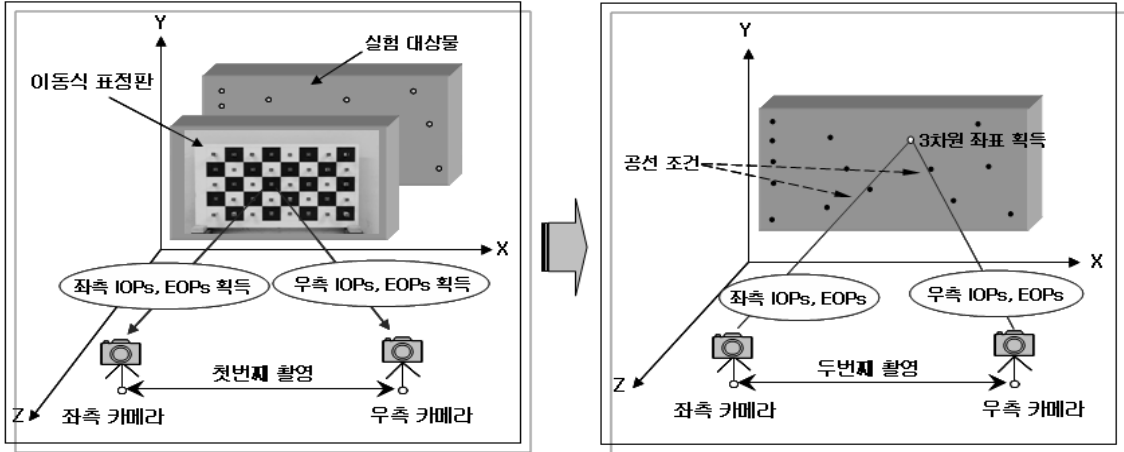 Y
실험 대상물
이동식 표정판
X
좌측 IOPs, EOPs 획득
우측 IOPs, EOPs 획득
첫번째 촬영
Z
좌측 카메라
우측 카메라
Y
3차원 좌표 획득
공선 조건
X
좌측 IOPs, EOPs
우측 IOPs, EOPs
두번째 촬영
Z
좌측 카메라
우측 카메라